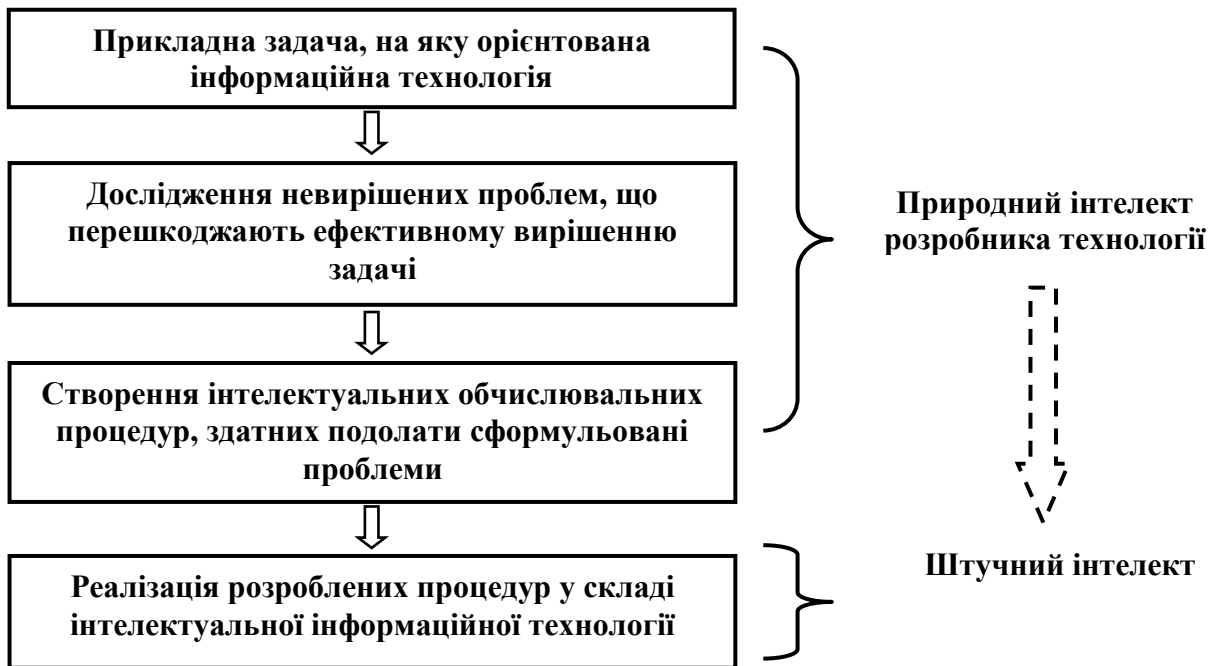 Прикладна задача, на яку орієнтована
інформаційна технологія
Дослідження невирішених проблем, що
перешкоджають ефективному вирішенню
задачі
Створення інтелектуальних обчислювальних
процедур, здатних подолати сформульовані
проблеми
Реалізація розроблених процедур у складі
інтелектуальної інформаційної технології
Природний інтелект
розробника технології
Штучний інтелект